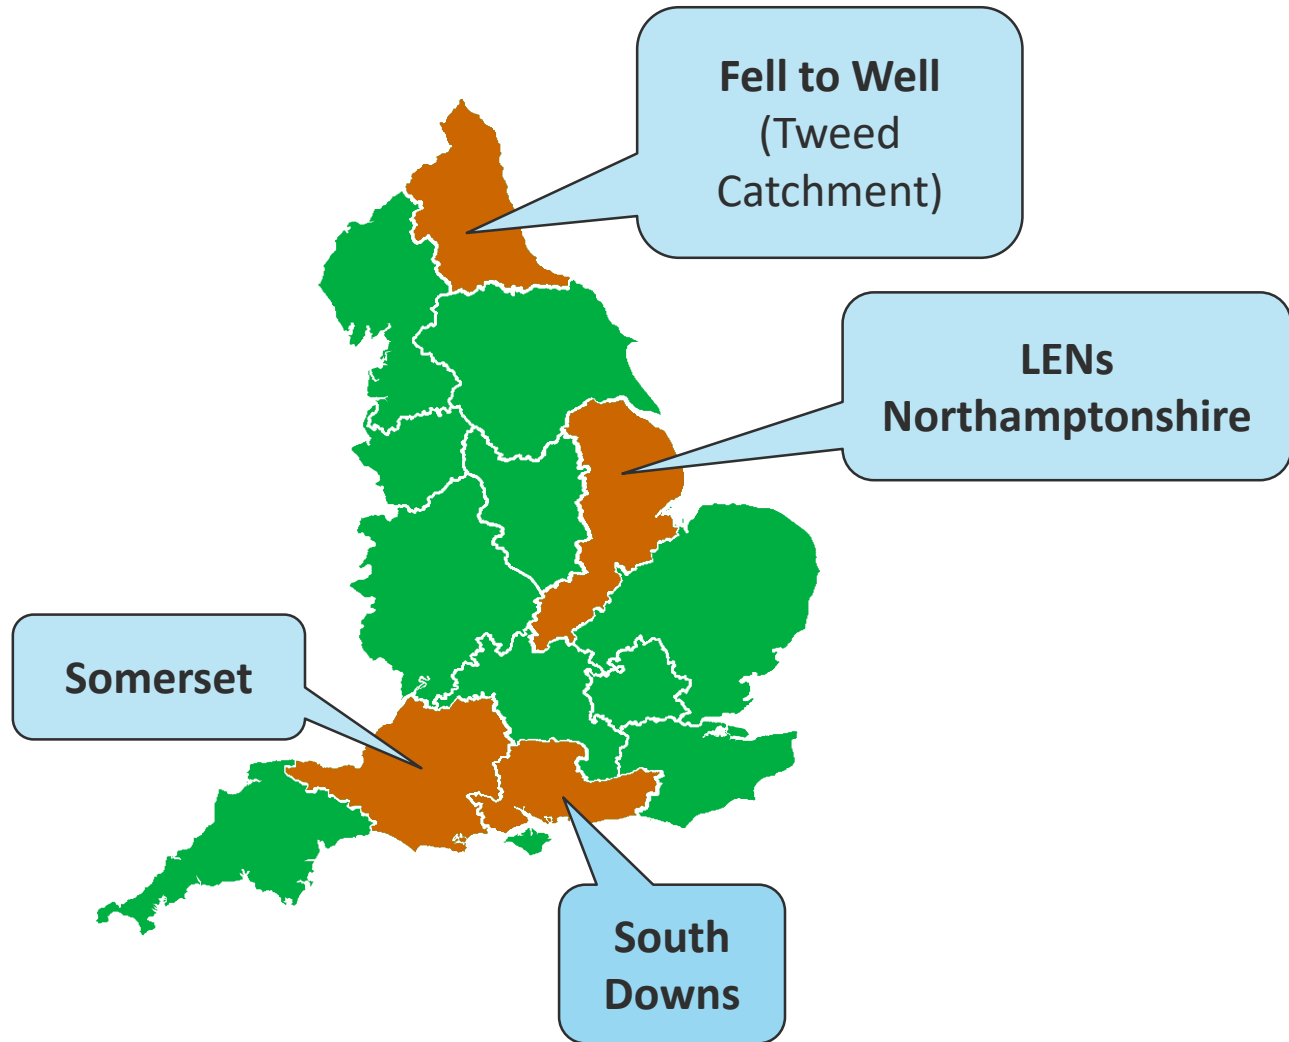 Fell to Well
(Tweed
Catchment)
LENs
Northamptonshire
Somerset
South
Downs